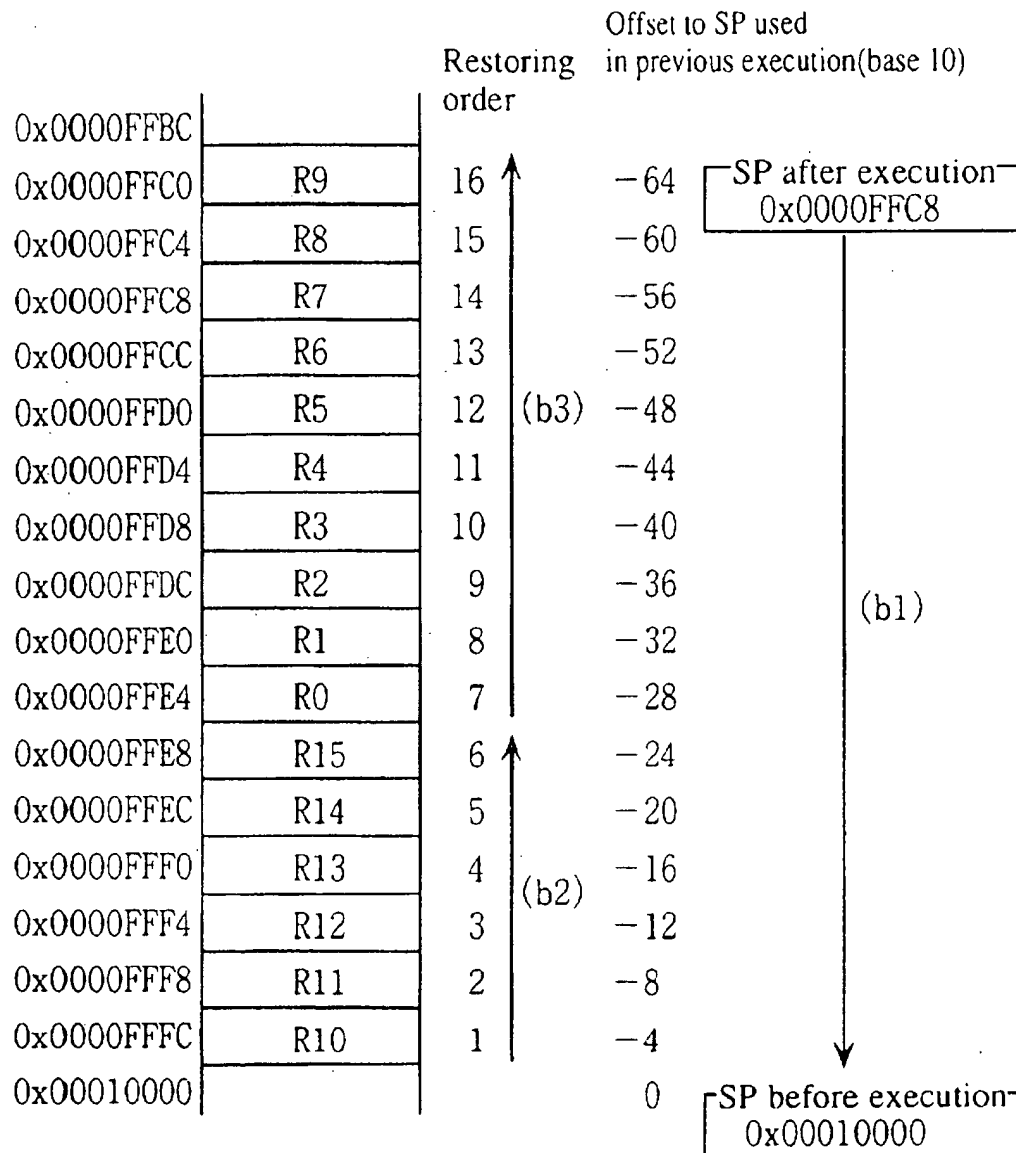 Offset to SP used
Restoring in previous execution(base 10)
order
0x0000FFBC
0x0000FFC0 R9 16 -64 SP after execution
0x0000FFC8
0x0000FFC4 R8 15 -60
0x0000FFC8 R7 14 -56
0x0000FFCC R6 13 -52
0x0000FFD0 R5 12 (b3) -48
0x0000FFD4 R4 11 -44
0x0000FFD8 R3 10 -40
0x0000FFDC R2 9 -36
(b1)
0x0000FFE0 R1 8 -32
0x0000FFE4 R0 7 -28
0x0000FFE8 R15 6 -24
0x0000FFEC R14 5 -20
0x0000FFF0 R13 4 -16
(b2)
0x0000FFF4 R12 3 -12
0x0000FFF8 R11 2 -8
0x0000FFFC R10 1 -4
0x00010000 0 SP before execution
0x00010000